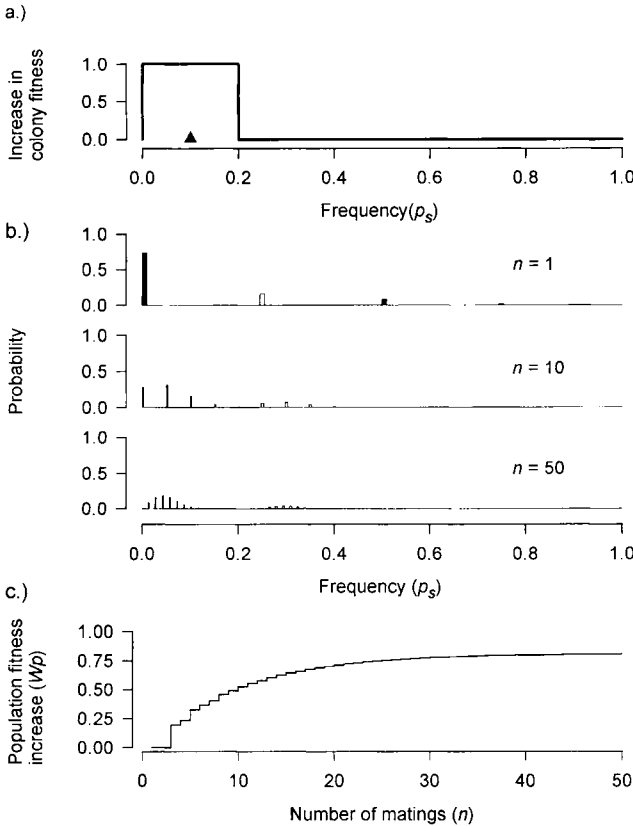 a.)
Increase in
colony fitness
1.0
0.5
0.0
0.0 0.2 0.4 0.6 0.8 1.0
Frequency(ps)
b.)
Probability
1.0
0.5
0.0
n = 1
1.0
0.5
0.0
n = 10
1.0
0.5
0.0
n = 50
0.0 0.2 0.4 0.6 0.8 1.0
Frequency (ps)
c.)
Population fitness
increase (Wp)
1.00
0.75
0.50
0.25
0.00
0 10 20 30 40 50
Number of matings (n)